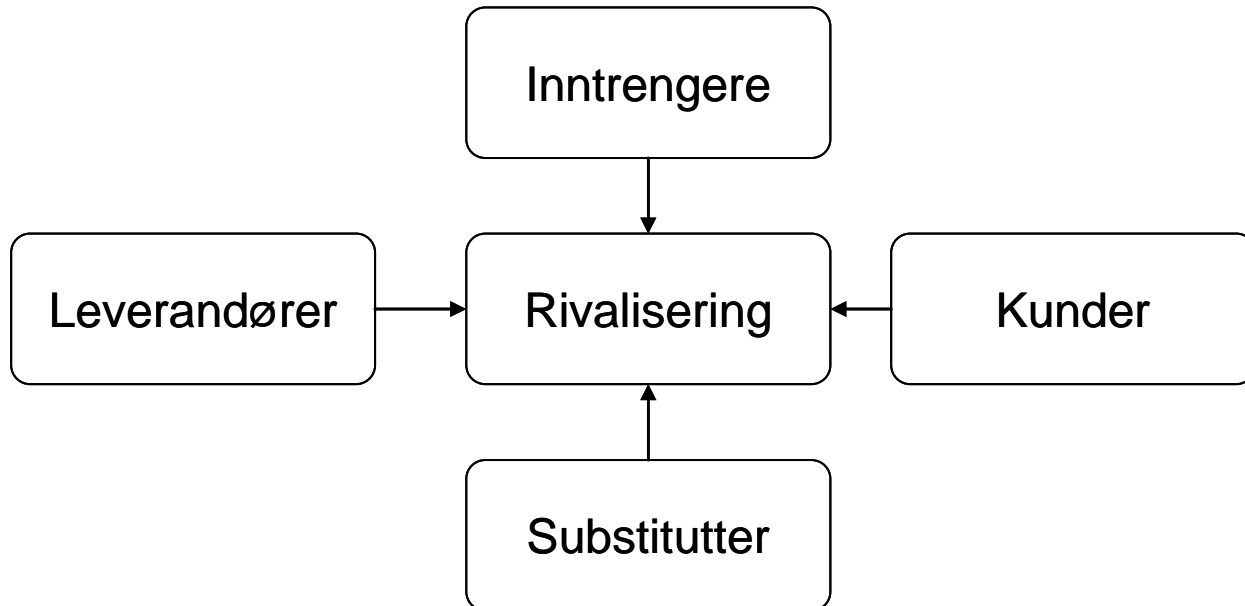 Inntrengere
Leverandører
Rivalisering
Kunder
Substitutter